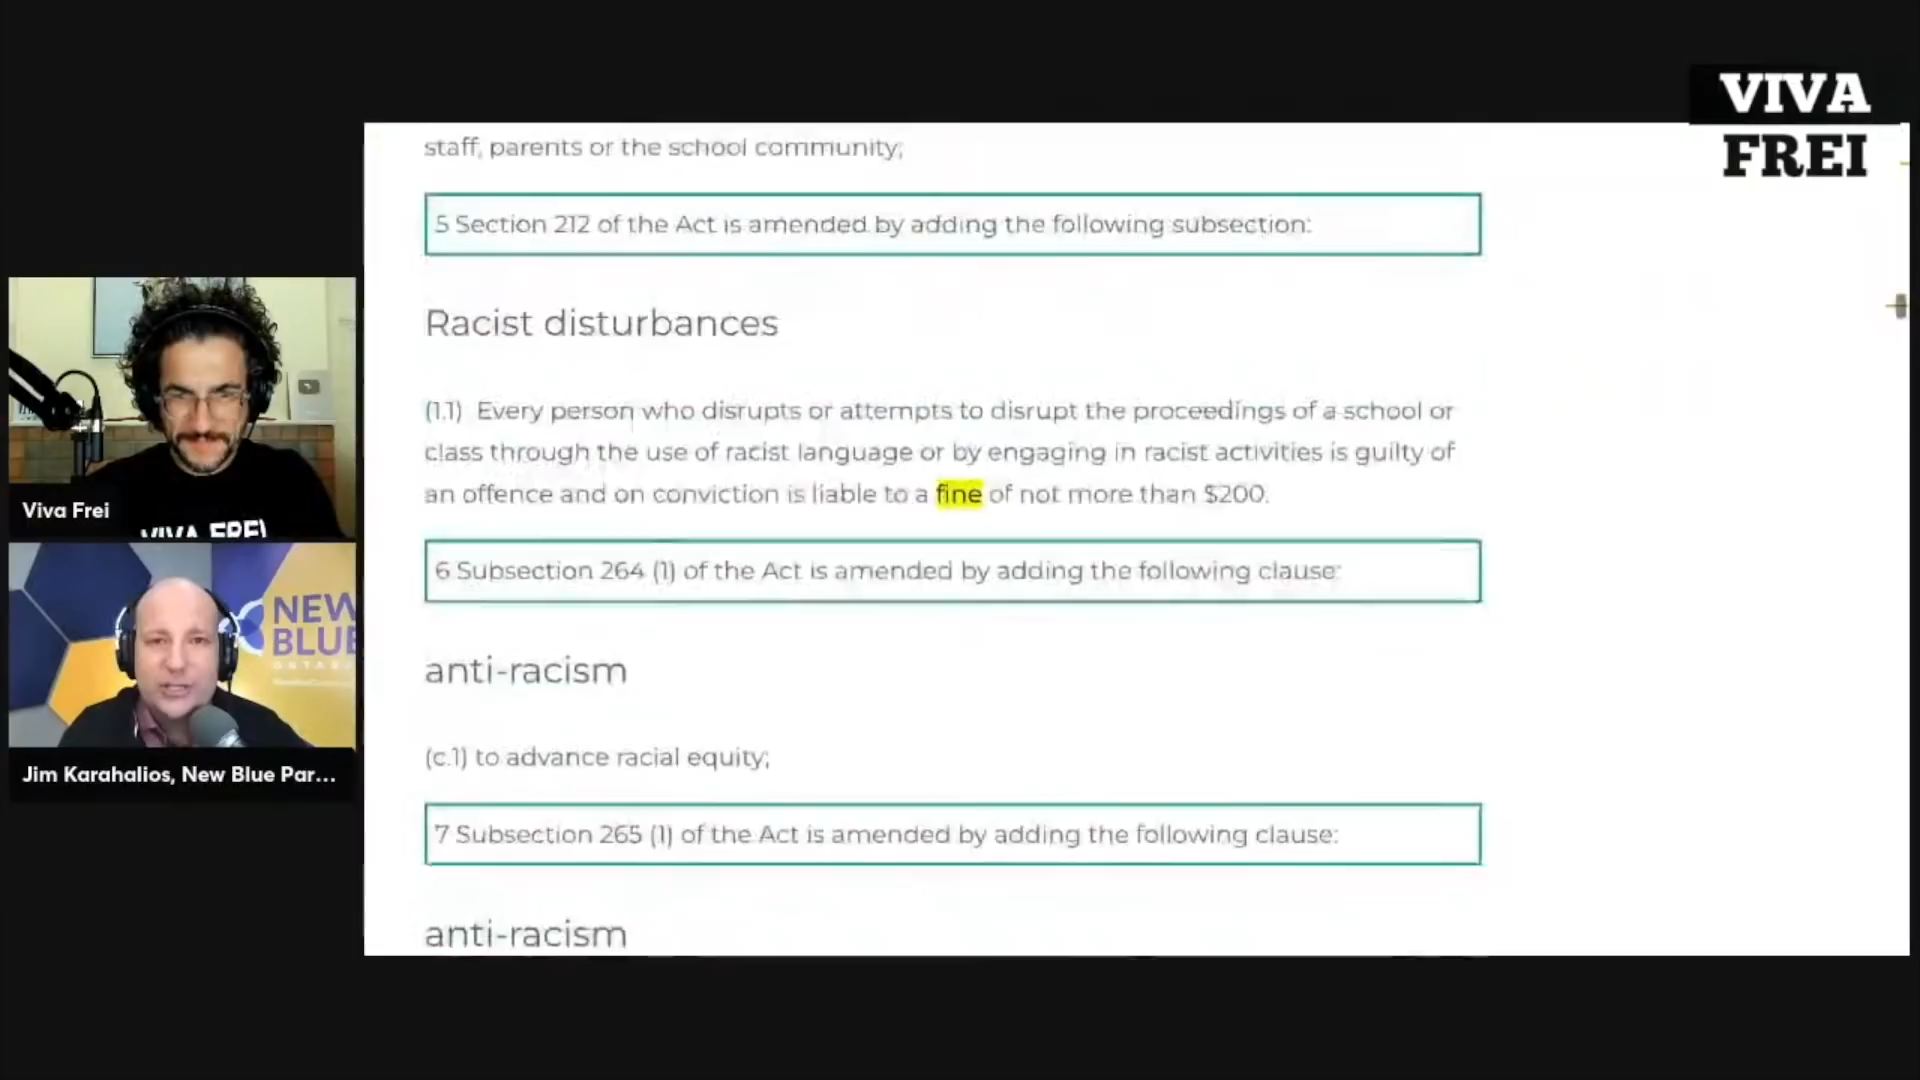 VIVA
FREI
staff, parents or the school community;
5 Section 212 of the Act is amended by adding the following subsection:
Racist disturbances
(1.1) Every person who disrupts or attempts to disrupt the proceedings of a school or
class through the use of racist language or by engaging in racist activities is guilty of
an offence and on conviction is liable to a fine of not more than $200.
6 Subsection 264 (1) of the Act is amended by adding the following clause:
anti-racism
(c.1) to advance racial equity;
7 Subsection 265 (1) of the Act is amended by adding the following clause:
anti-racism
Viva Frei
VIVA FREI
NEW
BLUE
Jim Karahalios, New Blue Par...